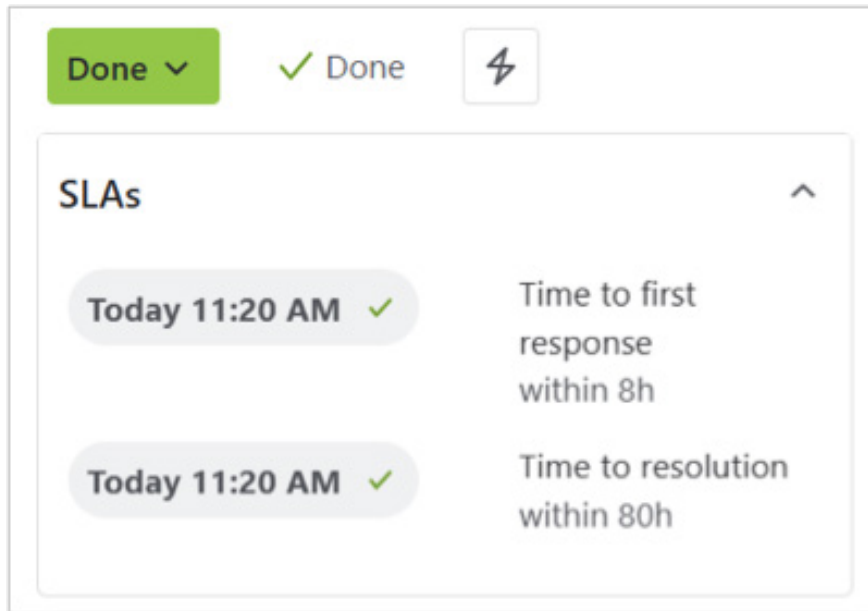 Done
Done
SLAs
Today 11:20 AM
Time to first
response
within 8h
Today 11:20 AM
Time to resolution
within 80h